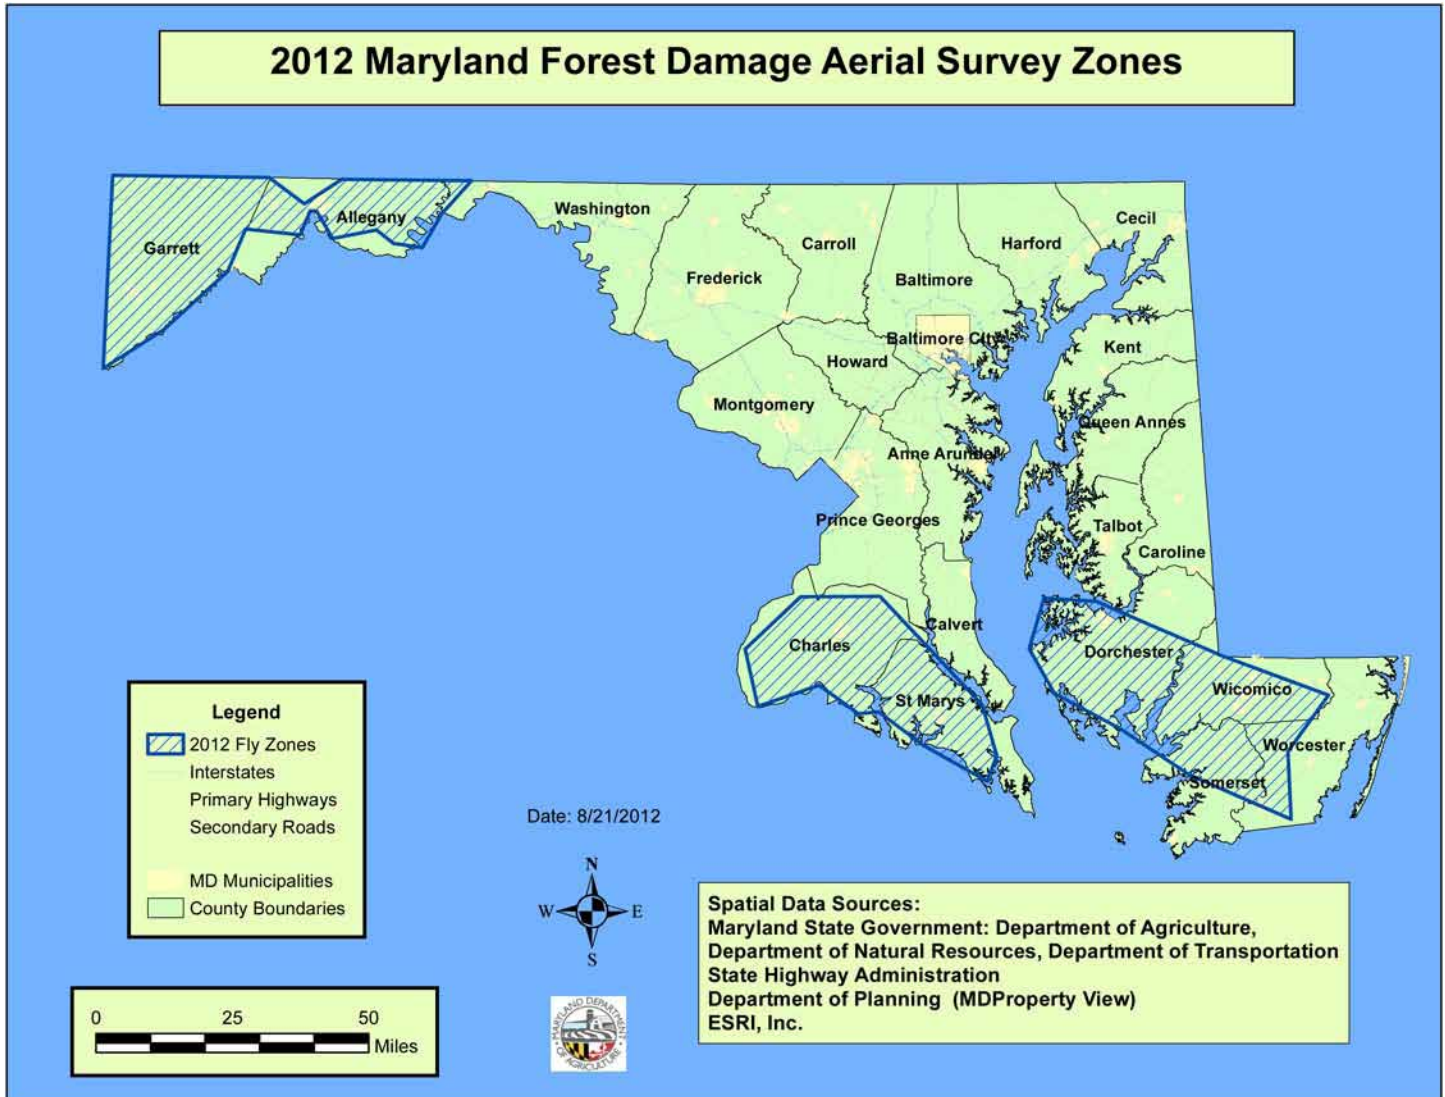 2012 Maryland Forest Damage Aerial Survey Zones
Garrett
Allegany
Washington
Frederick
Carroll
Baltimore
Harford
Cecil
Baltimore City
Howard
Kent
Montgomery
Queen Annes
Anne Arundel
Prince Georges
Talbot
Caroline
Charles
Calvert
St Marys
Dorchester
Wicomico
Worcester
Somerset
Legend
2012 Fly Zones
Interstates
Primary Highways
Secondary Roads
MD Municipalities
County Boundaries
Date: 8/21/2012
N
W
E
S
0 25 50
Miles
MARYLAND DEPARTMENT
OF AGRICULTURE
Spatial Data Sources:
Maryland State Government: Department of Agriculture,
Department of Natural Resources, Department of Transportation
State Highway Administration
Department of Planning (MDProperty View)
ESRI, Inc.